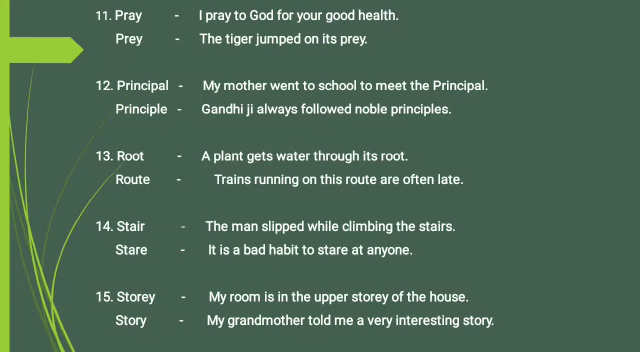 11. Pray - I pray to God for your good health.
Prey - The tiger jumped on its prey.
12. Principal - My mother went to school to meet the Principal.
Principle - Gandhi ji always followed noble principles.
13. Root - A plant gets water through its root.
Route - Trains running on this route are often late.
14. Stair - The man slipped while climbing the stairs.
Stare - It is a bad habit to stare at anyone.
15. Storey - My room is in the upper storey of the house.
Story - My grandmother told me a very interesting story.